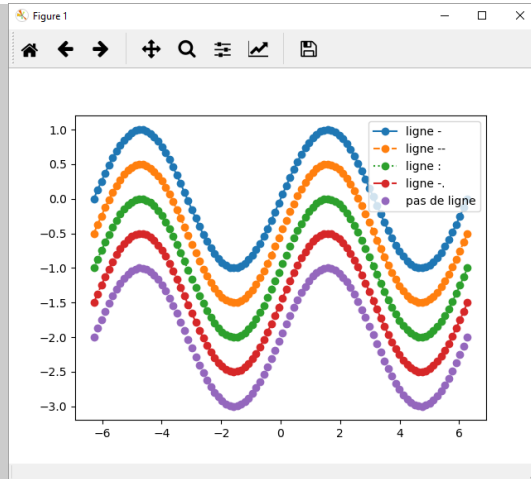 Figure 1
ligne -
ligne --
ligne :
ligne -.
pas de ligne
1.0
0.5
0.0
−0.5
−1.0
−1.5
−2.0
−2.5
−3.0
−6 −4 −2 0 2 4 6